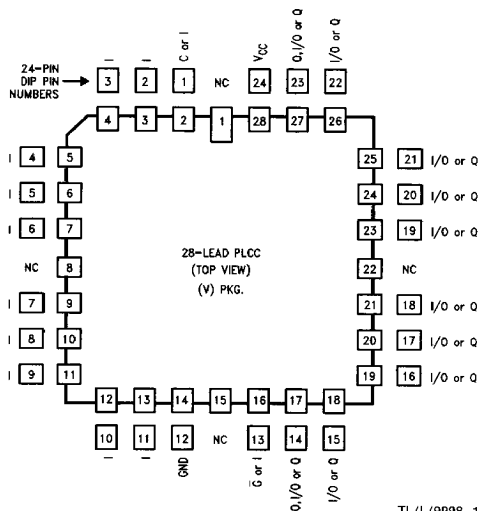 24-PIN
DIP PIN
NUMBERS
I I C or I NC VCC O,I/O or Q I/O or Q
3 2 1 24 23 22
4 3 2 1 28 27 26
I 4 5 25 21 I/O or Q
I 5 6 24 20 I/O or Q
I 6 7 23 19 I/O or Q
NC 8 22 NC
I 7 9 21 18 I/O or Q
I 8 10 20 17 I/O or Q
I 9 11 19 16 I/O or Q
28-LEAD PLCC
(TOP VIEW)
(V) PKG.
12 13 14 15 16 17 18
10 11 12 NC 13 14 15
I I GND G or I O,I/O or Q I/O or Q